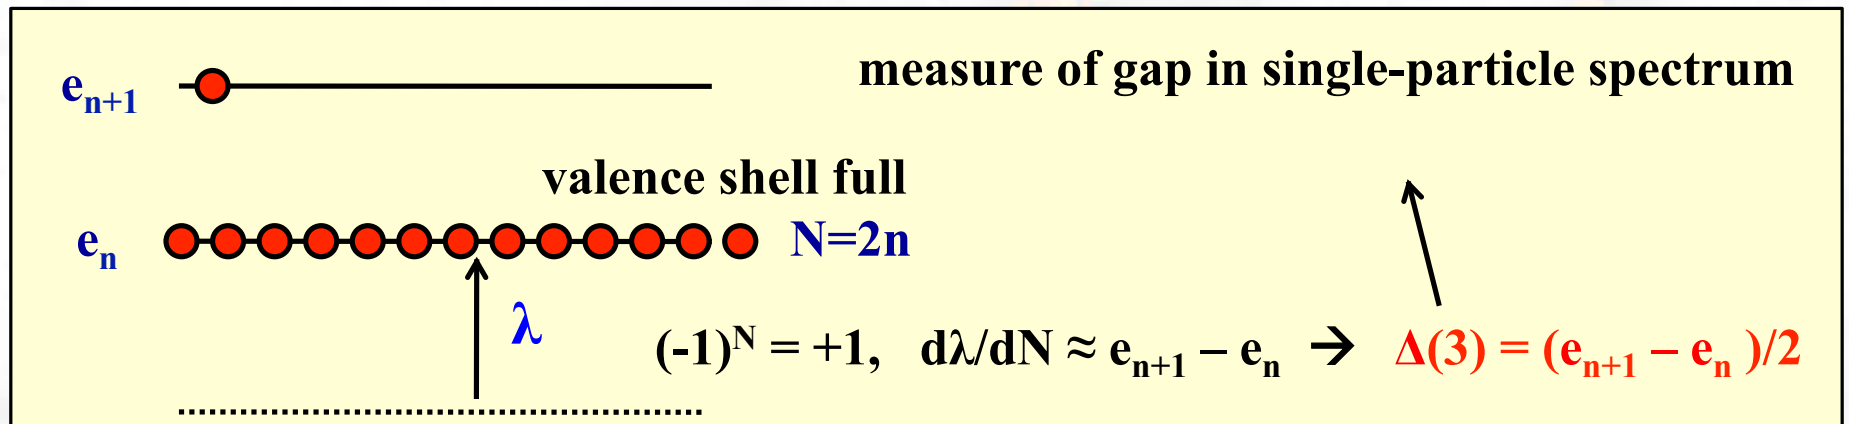 e_{n+1} measure of gap in single-particle spectrum
valence shell full
e_n N=2n
λ
(-1)^N = +1, dλ/dN ≈ e_{n+1} – e_n → Δ(3) = (e_{n+1} – e_n )/2